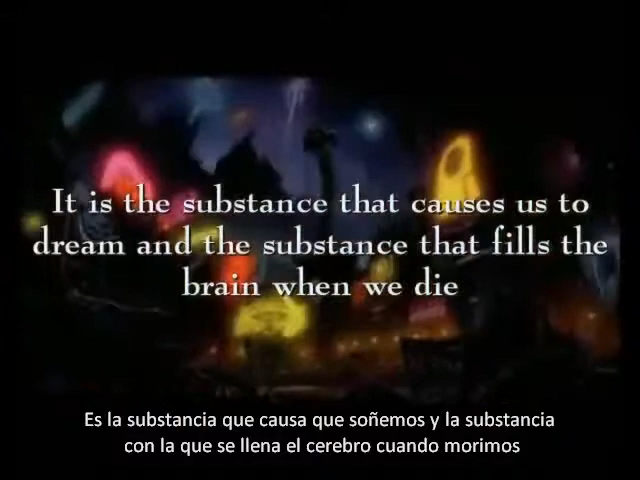 It is the substance that causes us to
dream and the substance that fills the
brain when we die
Es la substancia que causa que soñemos y la substancia
con la que se llena el cerebro cuando morimos